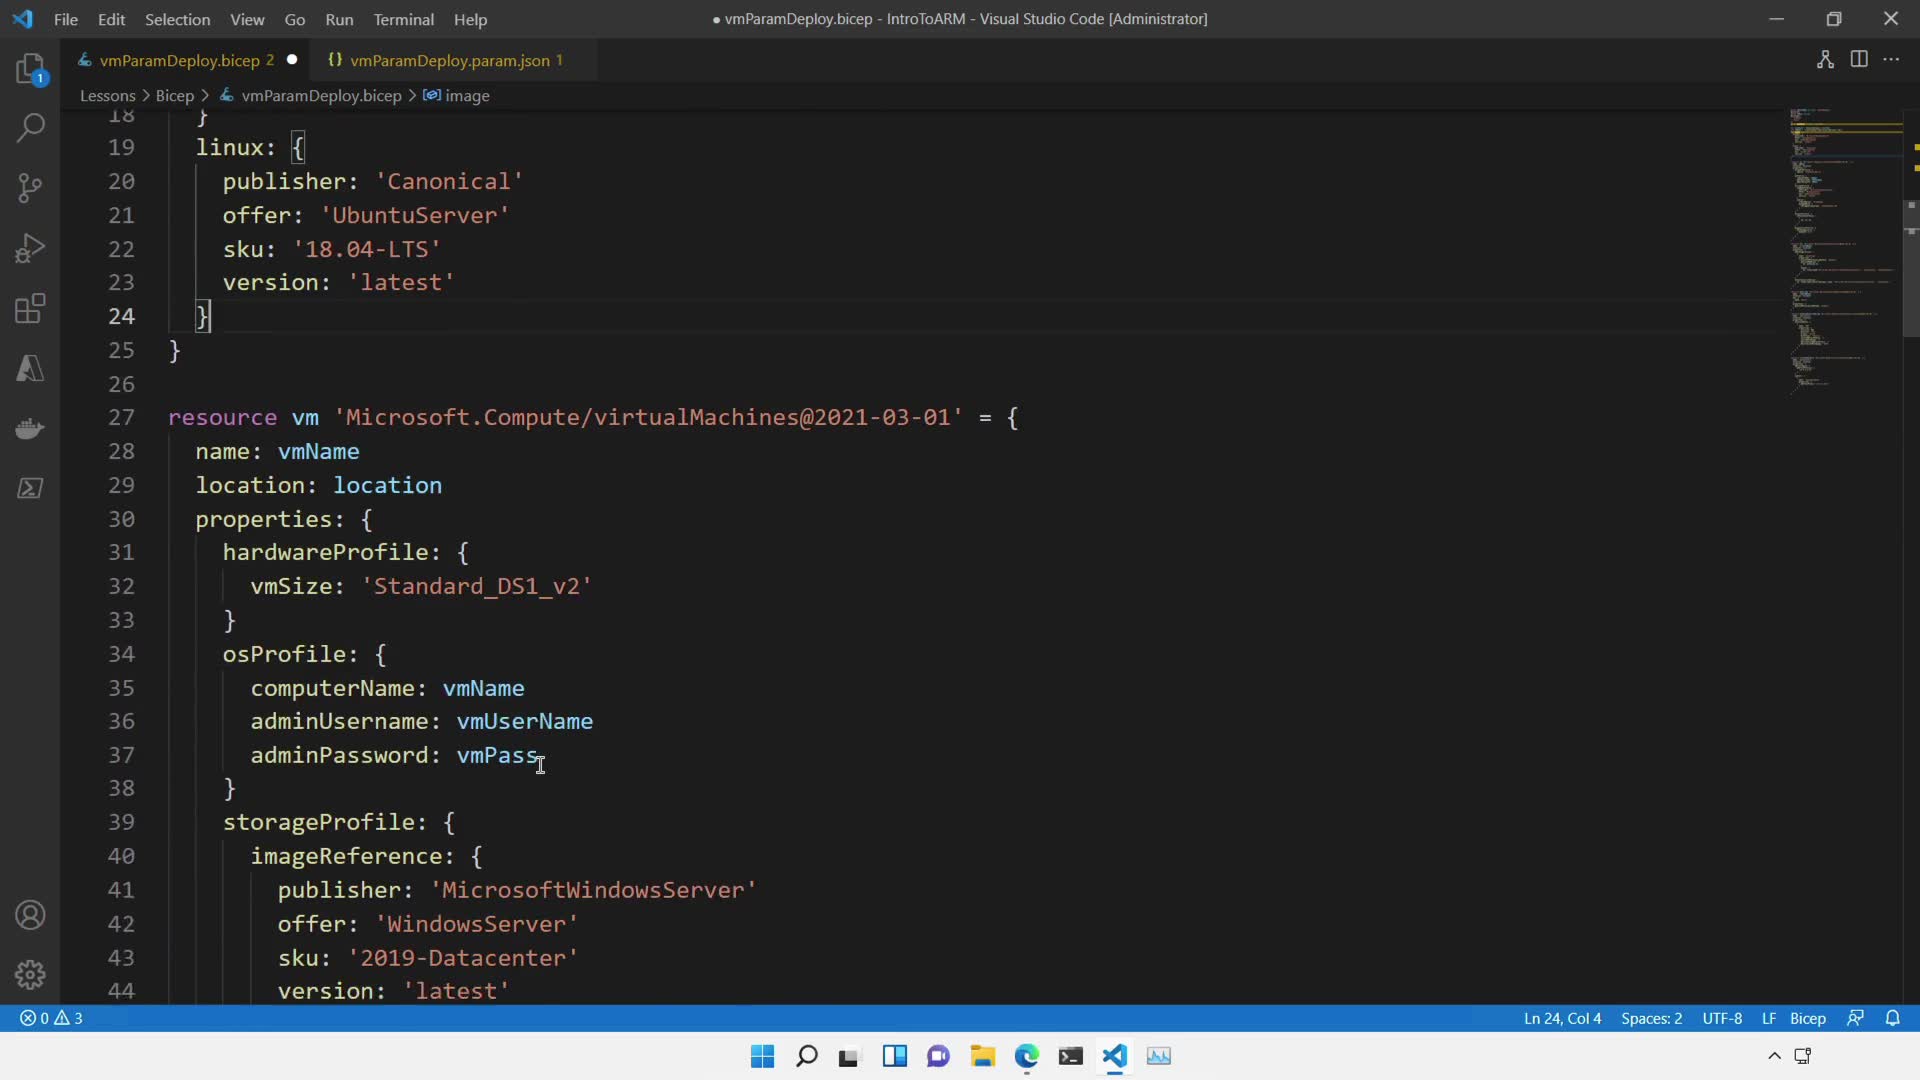 File Edit Selection View Go Run Terminal Help
● vmParamDeploy.bicep - IntroToARM - Visual Studio Code [Administrator]
vmParamDeploy.bicep 2 ●
{} vmParamDeploy.param.json 1
Lessons > Bicep > vmParamDeploy.bicep > image
1
18 }
19 linux: {
20 publisher: 'Canonical'
21 offer: 'UbuntuServer'
22 sku: '18.04-LTS'
23 version: 'latest'
24 }
25 }
26
27 resource vm 'Microsoft.Compute/virtualMachines@2021-03-01' = {
28 name: vmName
29 location: location
30 properties: {
31 hardwareProfile: {
32 vmSize: 'Standard_DS1_v2'
33 }
34 osProfile: {
35 computerName: vmName
36 adminUsername: vmUserName
37 adminPassword: vmPass
38 }
39 storageProfile: {
40 imageReference: {
41 publisher: 'MicrosoftWindowsServer'
42 offer: 'WindowsServer'
43 sku: '2019-Datacenter'
44 version: 'latest'
0 3
Ln 24, Col 4 Spaces: 2 UTF-8 LF Bicep